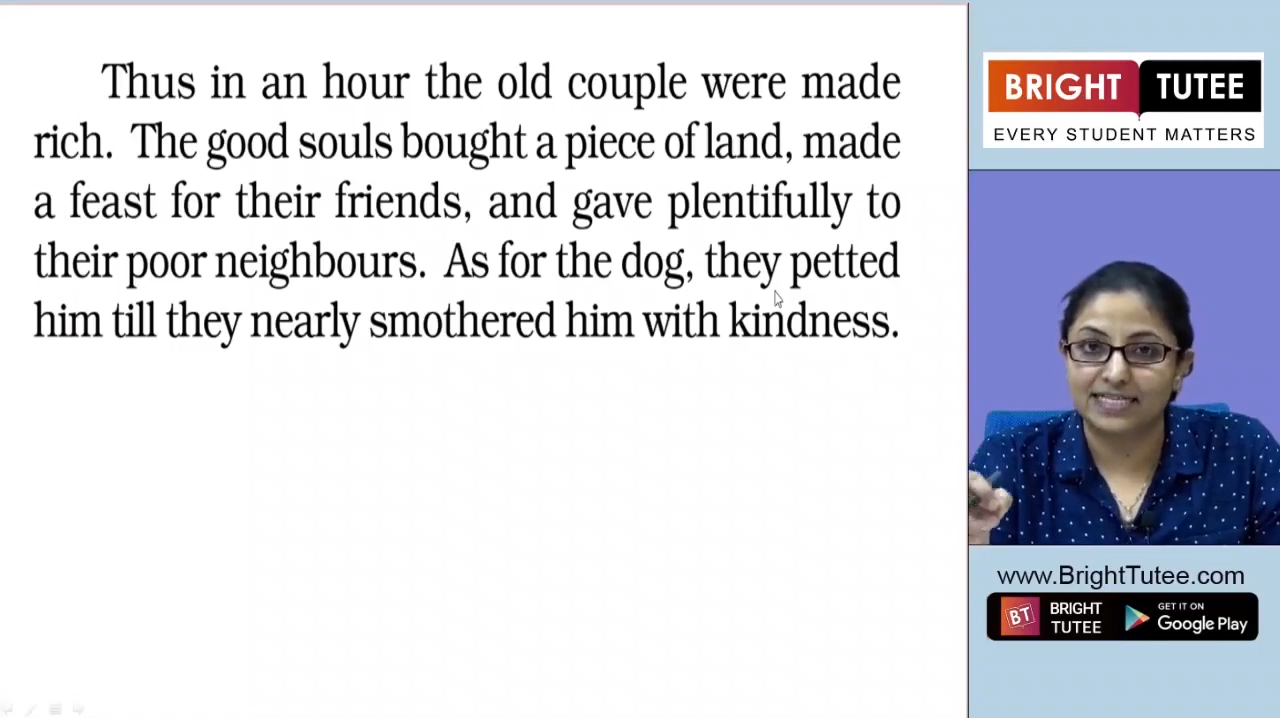 Thus in an hour the old couple were made
rich. The good souls bought a piece of land, made
a feast for their friends, and gave plentifully to
their poor neighbours. As for the dog, they petted
him till they nearly smothered him with kindness.
BRIGHT TUTEE
EVERY STUDENT MATTERS
www.BrightTutee.com
BT
BRIGHT
TUTEE
GET IT ON
Google Play